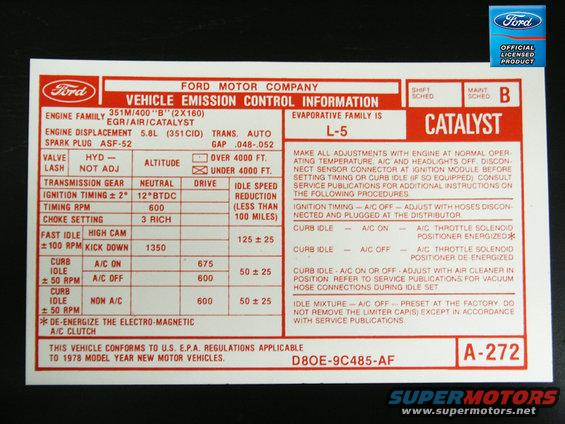 Ford
OFFICIAL
LICENSED
PRODUCT
Ford
FORD MOTOR COMPANY
VEHICLE EMISSION CONTROL INFORMATION
SHIFT SCHED.
MAINT. SCHED. B
ENGINE FAMILY 351M/400 "B" (2X160)
EGR/AIR/CATALYST
ENGINE DISPLACEMENT 5.8L (351CID) TRANS. AUTO
SPARK PLUG ASF-52 GAP .048-.052
EVAPORATIVE FAMILY IS
L-5
CATALYST
VALVE LASH HYD – NOT ADJ ALTITUDE
OVER 4000 FT.
UNDER 4000 FT.
TRANSMISSION GEAR NEUTRAL DRIVE IDLE SPEED REDUCTION (LESS THAN 100 MILES)
IGNITION TIMING ± 2° 12°BTDC
TIMING RPM 600
CHOKE SETTING 3 RICH
FAST IDLE ± 100 RPM HIGH CAM 125 ± 25
KICK DOWN 1350
CURB IDLE ± 50 RPM A/C ON 675 50 ± 25
A/C OFF 600
CURB IDLE ± 50 RPM NON A/C 600 50 ± 25
* DE-ENERGIZE THE ELECTRO-MAGNETIC
A/C CLUTCH
MAKE ALL ADJUSTMENTS WITH ENGINE AT NORMAL OPER-
ATING TEMPERATURE, A/C AND HEADLIGHTS OFF. DISCON-
NECT SENSOR CONNECTOR AT IGNITION MODULE BEFORE
SETTING TIMING OR CURB IDLE (IF SO EQUIPPED). CONSULT
SERVICE PUBLICATIONS FOR ADDITIONAL INSTRUCTIONS ON
THE FOLLOWING PROCEDURES.
IGNITION TIMING – A/C OFF – ADJUST WITH HOSES DISCON-
NECTED AND PLUGGED AT THE DISTRIBUTOR.
CURB IDLE – A/C ON – A/C THROTTLE SOLENOID
POSITIONER ENERGIZED*
CURB IDLE – A/C OFF – A/C THROTTLE SOLENOID
POSITIONER DE-ENERGIZED
CURB IDLE - A/C ON OR OFF - ADJUST WITH AIR CLEANER IN
POSITION. REFER TO SERVICE PUBLICATIONS FOR VACUUM
HOSE CONNECTIONS DURING IDLE SET.
IDLE MIXTURE – A/C OFF – PRESET AT THE FACTORY. DO
NOT REMOVE THE LIMITER CAP(S) EXCEPT IN ACCORDANCE
WITH SERVICE PUBLICATIONS.
THIS VEHICLE CONFORMS TO U.S. E.P.A. REGULATIONS APPLICABLE
TO 1978 MODEL YEAR NEW MOTOR VEHICLES.
D8OE-9C485-AF
A-272
SUPERMOTORS
www.supermotors.net